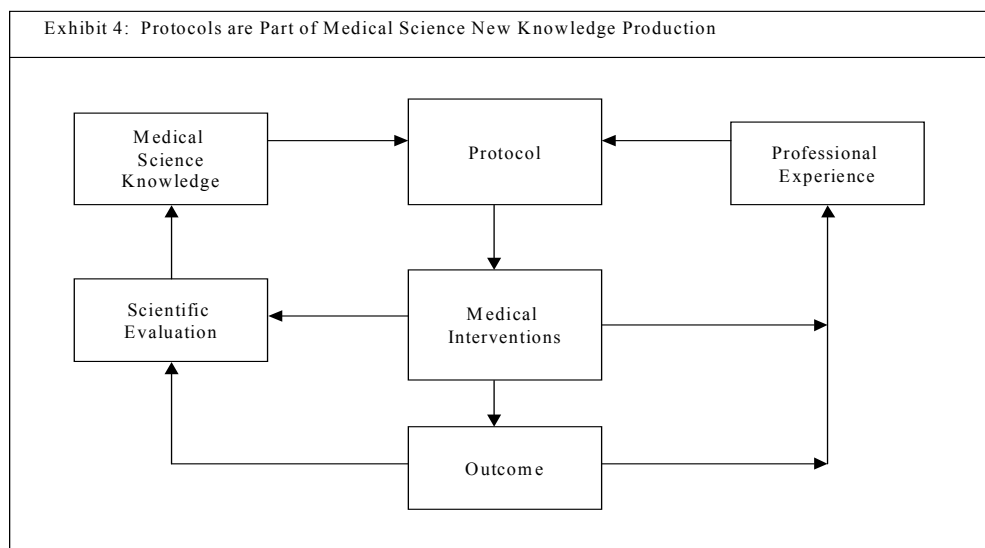 Exhibit 4: Protocols are Part of Medical Science New Knowledge Production
Medical
Science
Knowledge
Protocol
Professional
Experience
Scientific
Evaluation
Medical
Interventions
Outcome